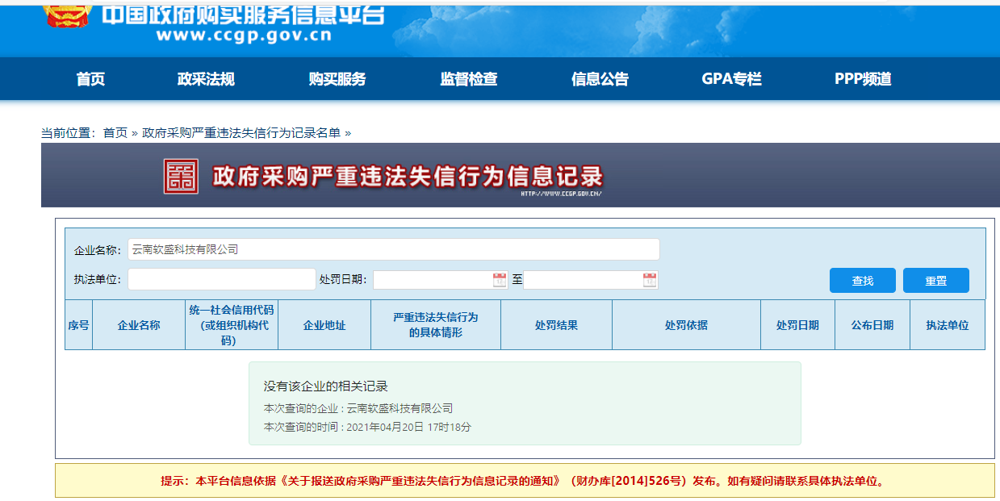 中国政府购买服务信息平台
www.ccgp.gov.cn
首页 政采法规 购买服务 监督检查 信息公告 GPA专栏 PPP频道
当前位置：首页 » 政府采购严重违法失信行为记录名单 »
政府采购严重违法失信行为信息记录
HTTP://WWW.CCGP.GOV.CN/
企业名称： 云南软盛科技有限公司
执法单位： 处罚日期： 至 查找 重置
序号 企业名称 统一社会信用代码（或组织机构代码） 企业地址 严重违法失信行为的具体情形 处罚结果 处罚依据 处罚日期 公布日期 执法单位
没有该企业的相关记录
本次查询的企业 : 云南软盛科技有限公司
本次查询的时间 : 2021年04月20日 17时18分
提示：本平台信息依据《关于报送政府采购严重违法失信行为信息记录的通知》（财办库[2014]526号）发布。如有疑问请联系具体执法单位。